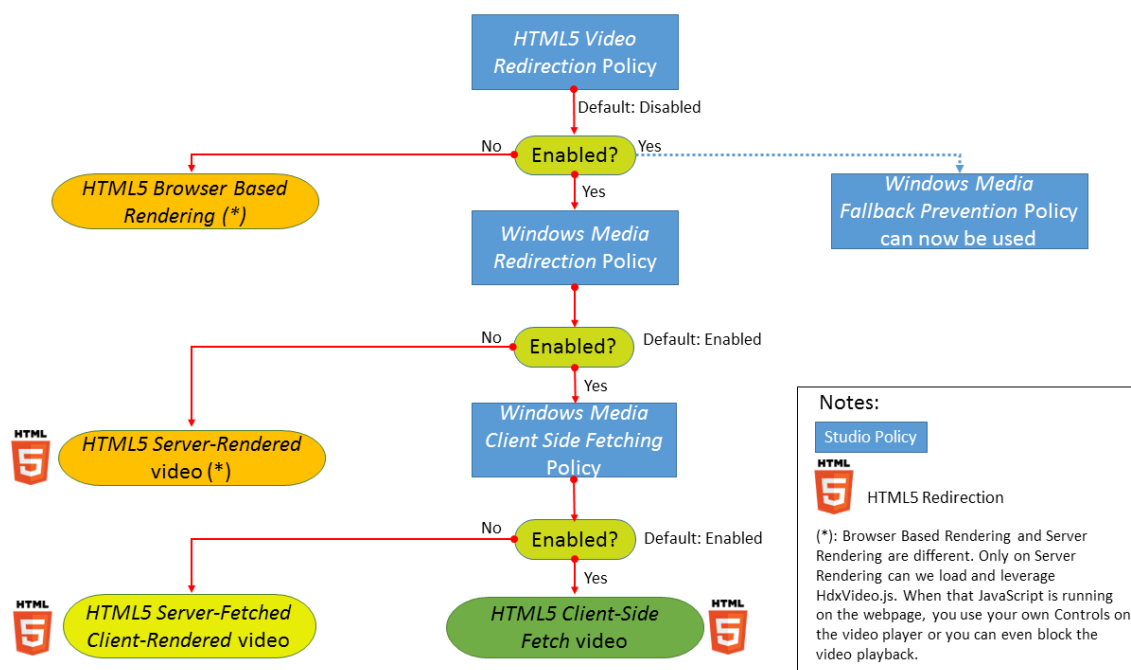 HTML5 Video
Redirection Policy
Default: Disabled
No
Enabled?
Yes
HTML5 Browser Based
Rendering (*)
Yes
Windows Media
Fallback Prevention Policy
can now be used
Windows Media
Redirection Policy
No
Enabled?
Default: Enabled
Yes
HTML
5
HTML5 Server-Rendered
video (*)
Windows Media
Client Side Fetching
Policy
No
Enabled?
Default: Enabled
Yes
HTML
5
HTML5 Server-Fetched
Client-Rendered video
HTML5 Client-Side
Fetch video
HTML
5
Notes:
Studio Policy
HTML
5
HTML5 Redirection
(*): Browser Based Rendering and Server
Rendering are different. Only on Server
Rendering can we load and leverage
HdxVideo.js. When that JavaScript is running
on the webpage, you use your own Controls on
the video player or you can even block the
video playback.